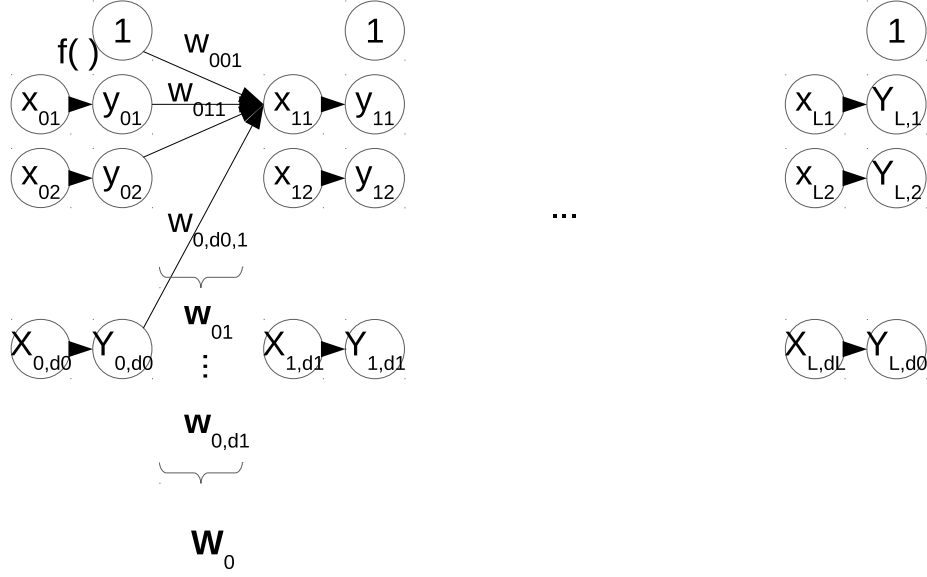 1 w001 1 1
f( )
x01 y01 w011 x11 y11 xL1 YL,1
x02 y02 x12 y12 xL2 YL,2
...
w0,d0,1
w01
X0,d0 Y0,d0 X1,d1 Y1,d1 XL,dL YL,d0
...
w0,d1
W0